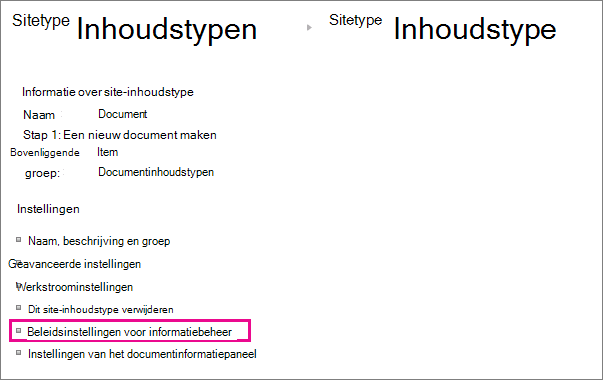 Sitetype Inhoudstypen Sitetype Inhoudstype
Informatie over site-inhoudstype
Naam Document
Stap 1: Een nieuw document maken
Bovenliggende Item
groep: Documentinhoudstypen
Instellingen
Naam, beschrijving en groep
Geavanceerde instellingen
Werkstroominstellingen
Dit site-inhoudstype verwijderen
Beleidsinstellingen voor informatiebeheer
Instellingen van het documentinformatiepaneel